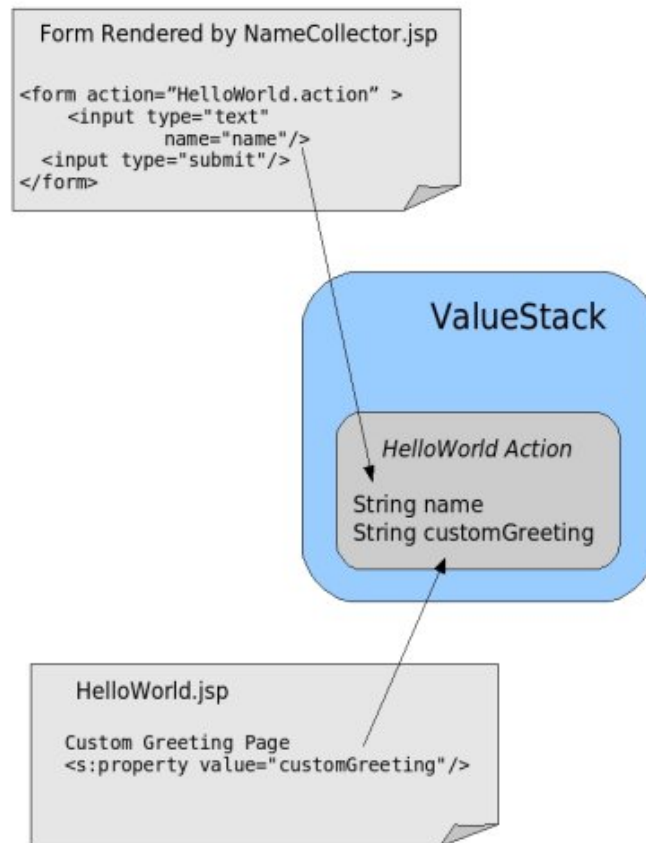 Form Rendered by NameCollector.jsp
<form action=”HelloWorld.action” >
<input type="text"
name="name"/>
<input type="submit"/>
</form>
ValueStack
HelloWorld Action
String name
String customGreeting
HelloWorld.jsp
Custom Greeting Page
<s:property value="customGreeting"/>